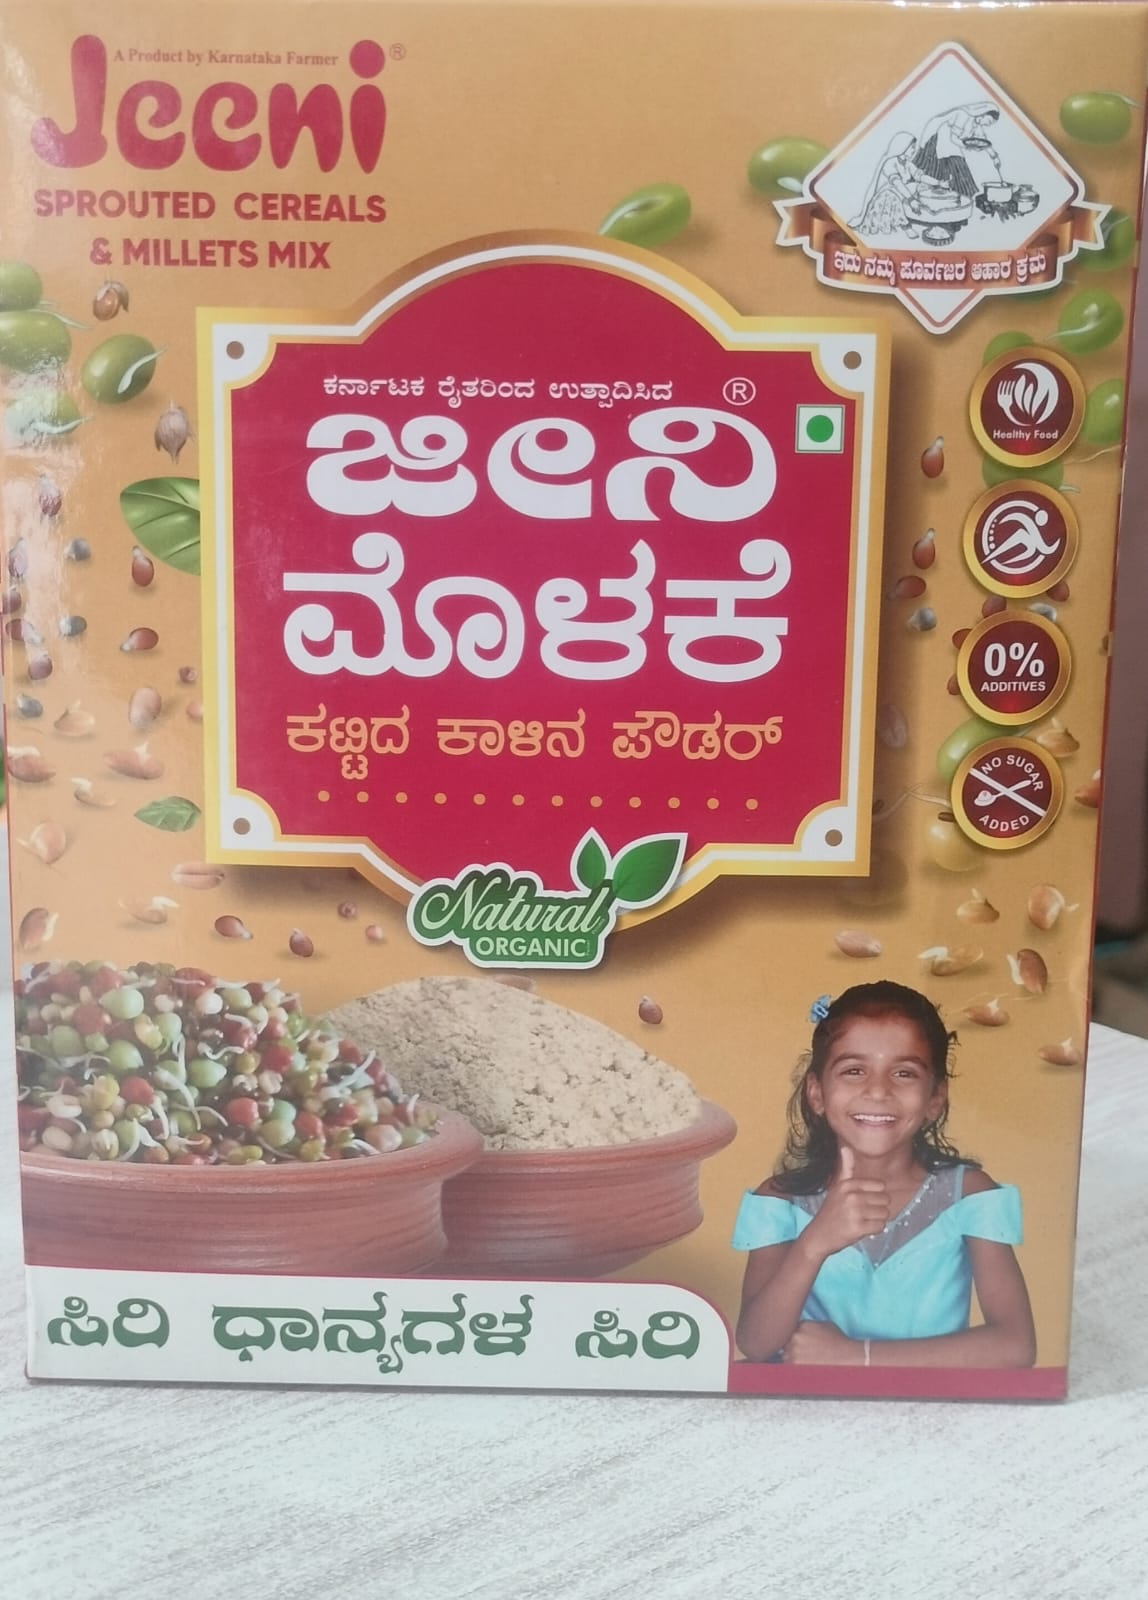 A Product by Karnataka Farmer
Jeeni®
SPROUTED CEREALS
& MILLETS MIX
ಇದು ನಮ್ಮ ಪೂರ್ವಜರ ಆಹಾರ ಕ್ರಮ
ಕರ್ನಾಟಕ ರೈತರಿಂದ ಉತ್ಪಾದಿಸಿದ
®
ಜೀನಿ
ಮೊಳಕೆ
ಕಟ್ಟಿದ ಕಾಳಿನ ಪೌಡರ್
Healthy Food
0%
ADDITIVES
NO SUGAR
ADDED
Natural
ORGANIC
ಸಿರಿ ಧಾನ್ಯಗಳ ಸಿರಿ